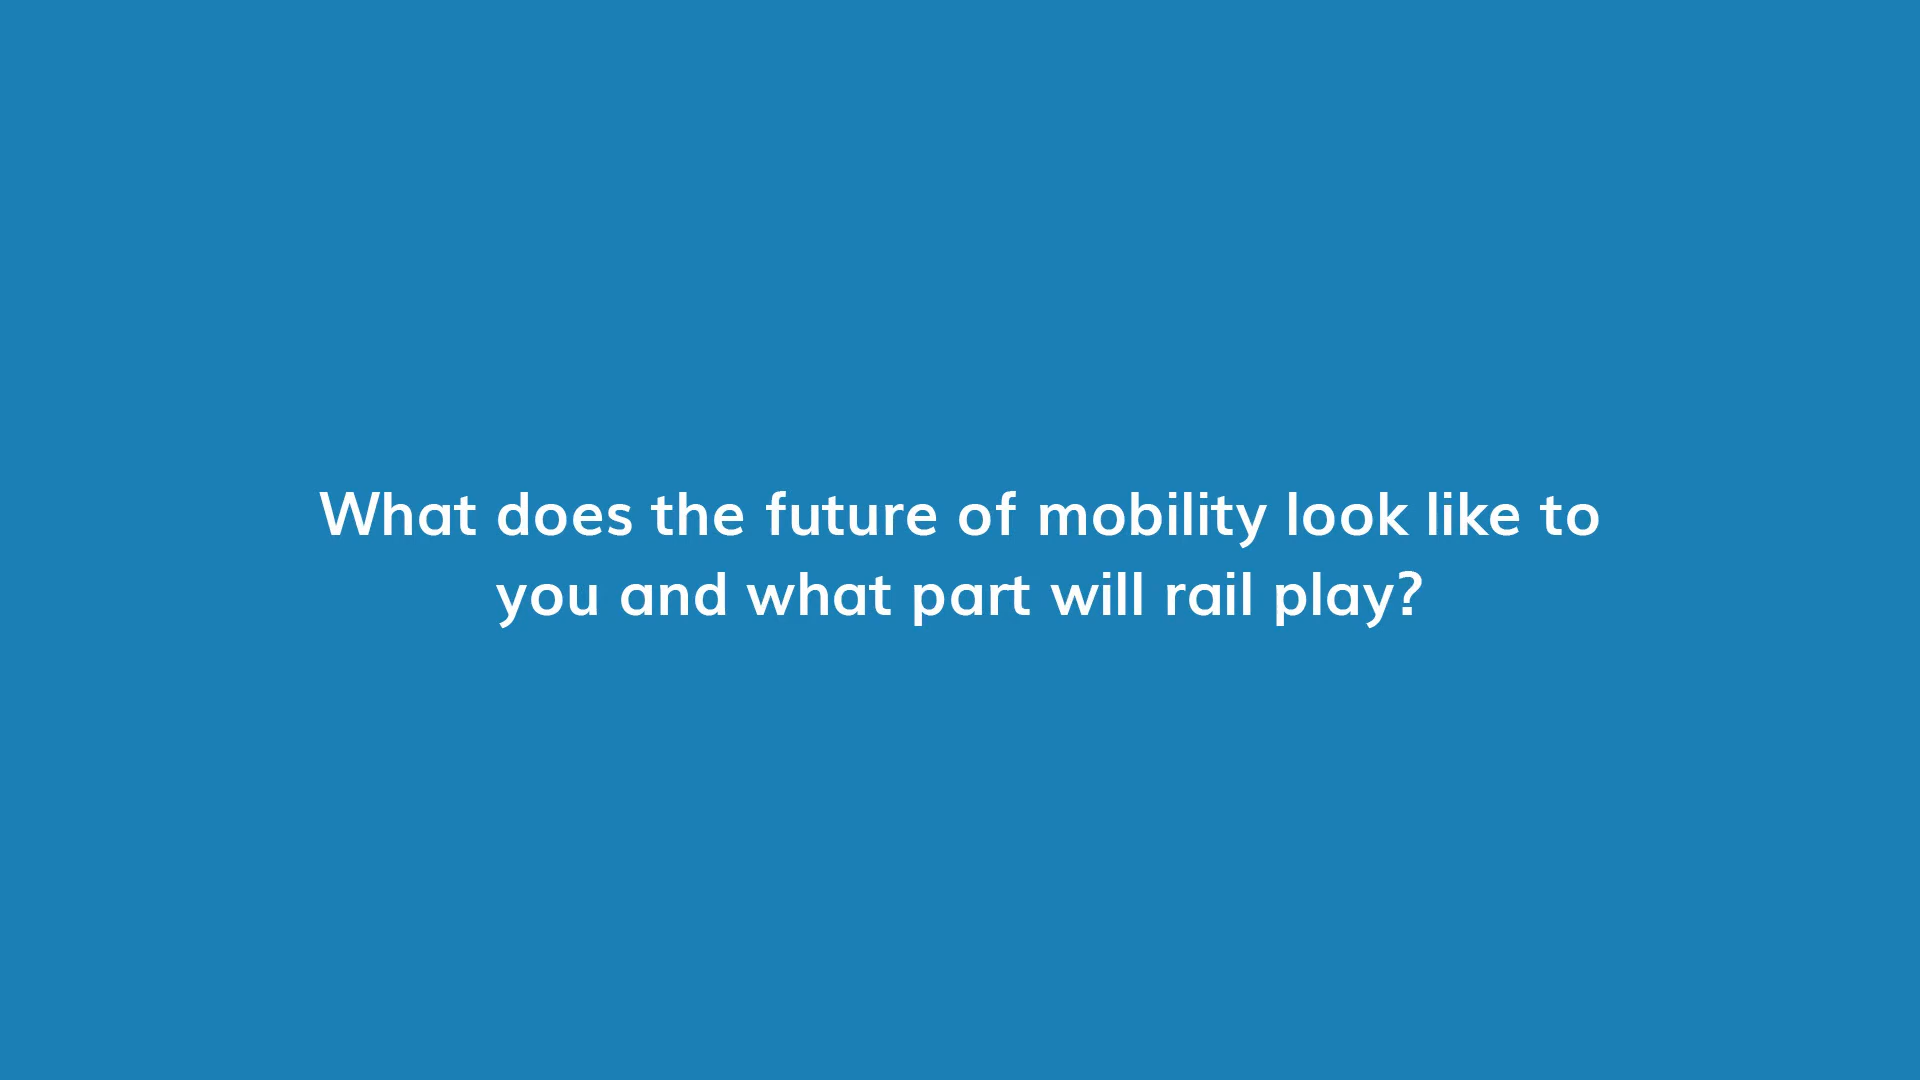 What does the future of mobility look like to
you and what part will rail play?